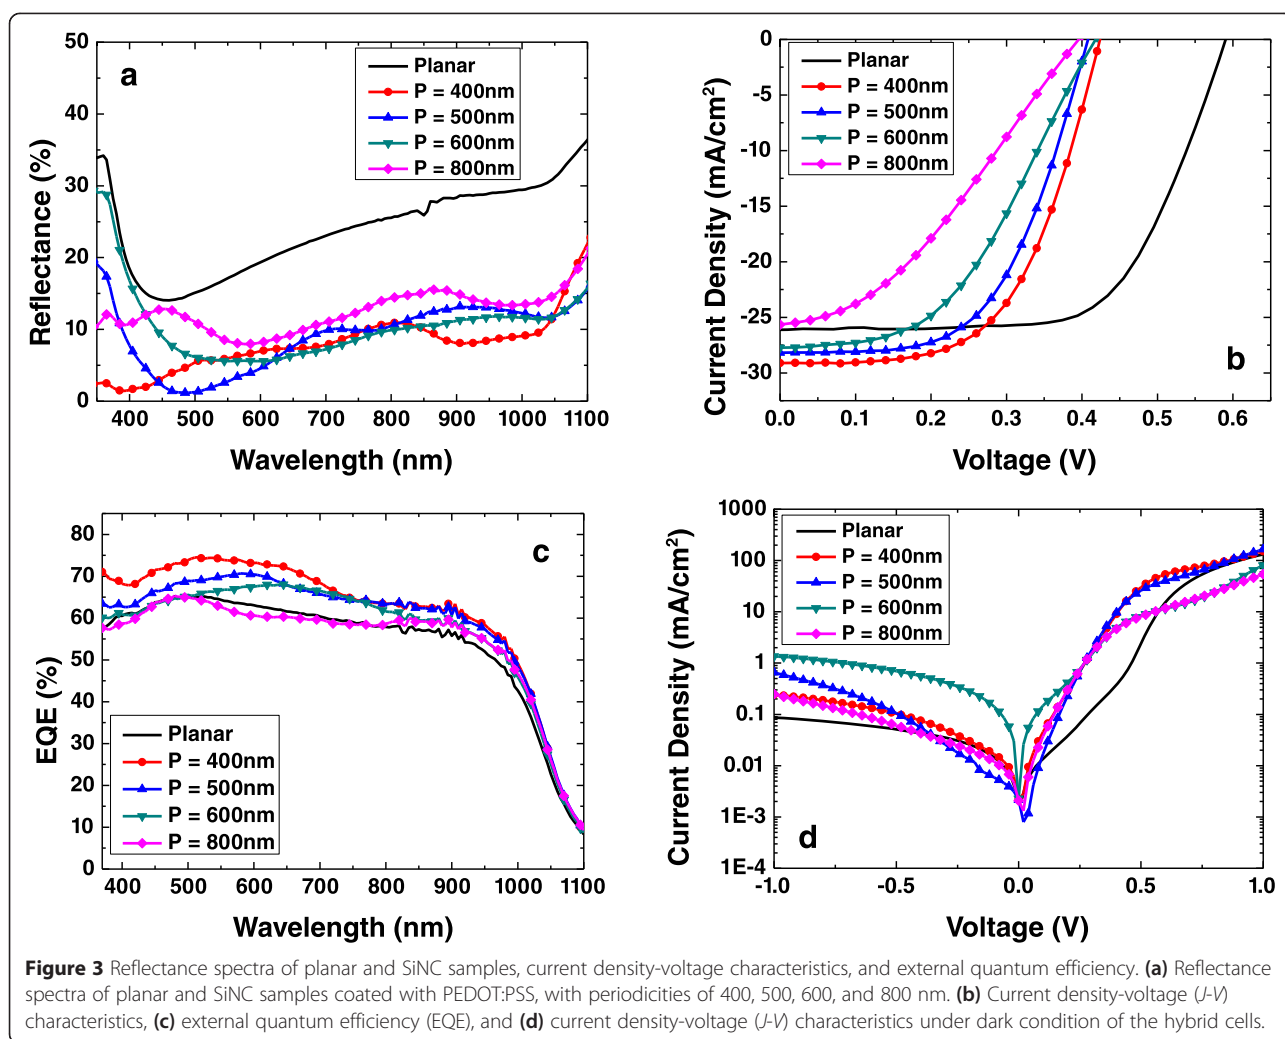 50
40
30
20
10
0
Reflectance (%)
a
Planar
P = 400nm
P = 500nm
P = 600nm
P = 800nm
400 500 600 700 800 900 1000 1100
Wavelength (nm)
0
-5
-10
-15
-20
-25
-30
Current Density (mA/cm²)
Planar
P = 400nm
P = 500nm
P = 600nm
P = 800nm
b
0.0 0.1 0.2 0.3 0.4 0.5 0.6
Voltage (V)
80
70
60
50
40
30
20
10
0
EQE (%)
c
Planar
P = 400nm
P = 500nm
P = 600nm
P = 800nm
400 500 600 700 800 900 1000 1100
Wavelength (nm)
1000
100
10
1
0.1
0.01
1E-3
1E-4
Current Density (mA/cm²)
Planar
P = 400nm
P = 500nm
P = 600nm
P = 800nm
d
-1.0 -0.5 0.0 0.5 1.0
Voltage (V)
Figure 3 Reflectance spectra of planar and SiNC samples, current density-voltage characteristics, and external quantum efficiency. (a) Reflectance
spectra of planar and SiNC samples coated with PEDOT:PSS, with periodicities of 400, 500, 600, and 800 nm. (b) Current density-voltage (J-V)
characteristics, (c) external quantum efficiency (EQE), and (d) current density-voltage (J-V) characteristics under dark condition of the hybrid cells.